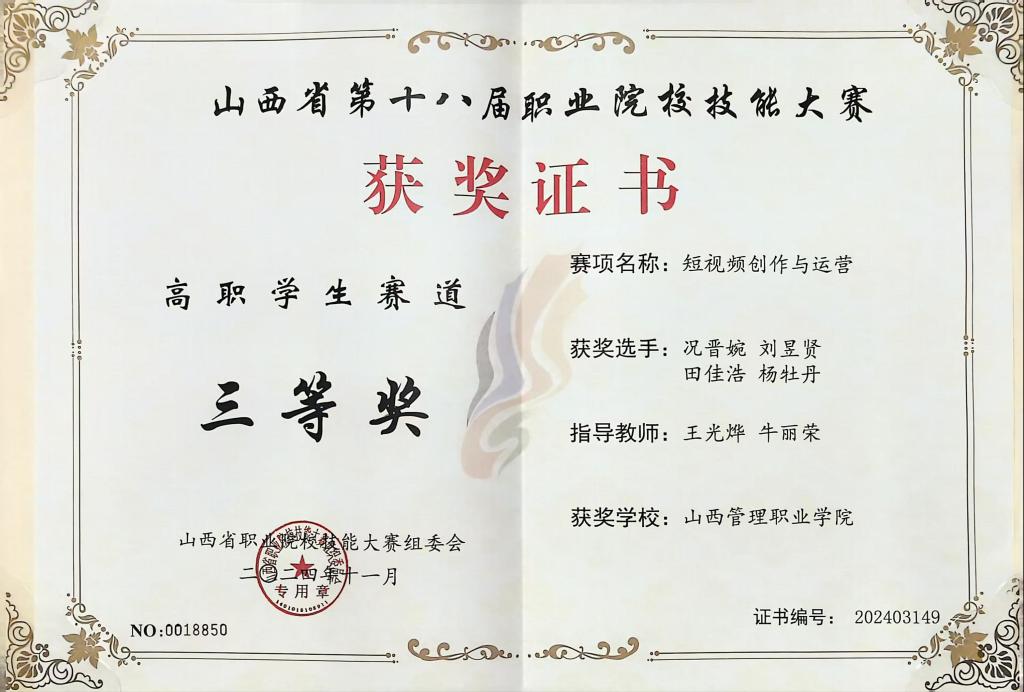 山西省第十八届职业院校技能大赛
获奖证书
高职学生赛道
三等奖
山西省职业院校技能大赛组委会
二〇二四年十一月
专用章
NO:0018850
赛项名称：短视频创作与运营
获奖选手：况晋婉 刘昱贤
田佳浩 杨牡丹
指导教师：王光烨 牛丽荣
获奖学校：山西管理职业学院
证书编号： 202403149